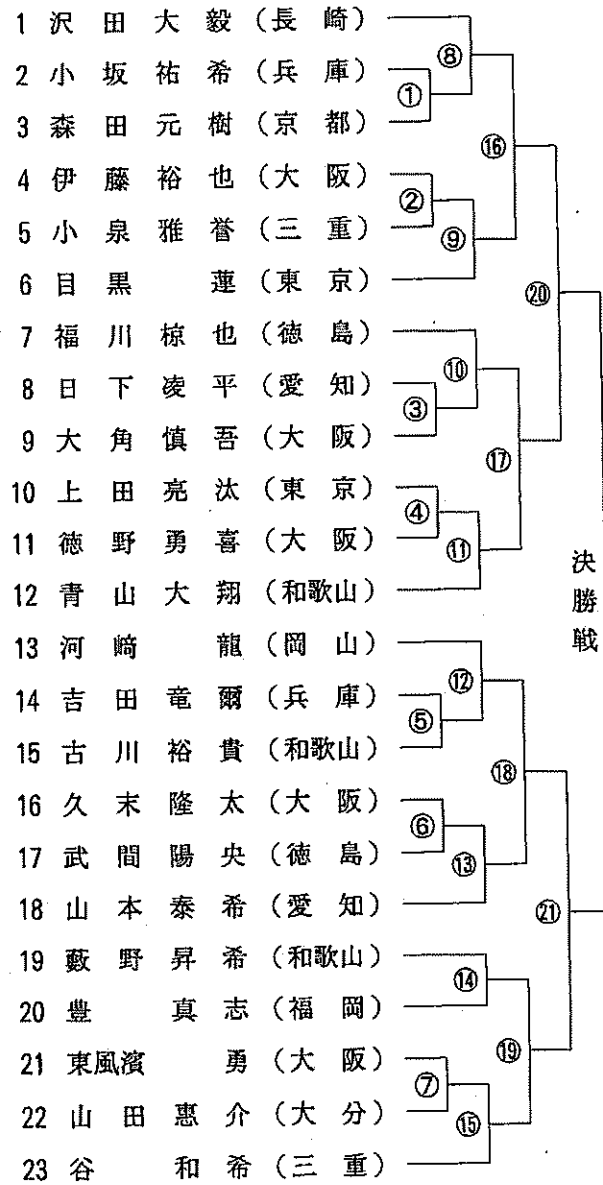 1 沢田大毅（長崎）
2 小坂祐希（兵庫）
3 森田元樹（京都）
4 伊藤裕也（大阪）
5 小泉雅誉（三重）
6 目黒蓮（東京）
7 福川椋也（徳島）
8 日下凌平（愛知）
9 大角慎吾（大阪）
10 上田亮汰（東京）
11 徳野勇喜（大阪）
12 青山大翔（和歌山）
13 河﨑龍（岡山）
14 吉田竜爾（兵庫）
15 古川裕貴（和歌山）
16 久末隆太（大阪）
17 武間陽央（徳島）
18 山本泰希（愛知）
19 藪野昇希（和歌山）
20 豊真志（福岡）
21 東風濱勇（大阪）
22 山田恵介（大分）
23 谷和希（三重）
①
②
③
④
⑤
⑥
⑦
⑧
⑨
⑩
⑪
⑫
⑬
⑭
⑮
⑯
⑰
⑱
⑲
⑳
㉑
決勝戦